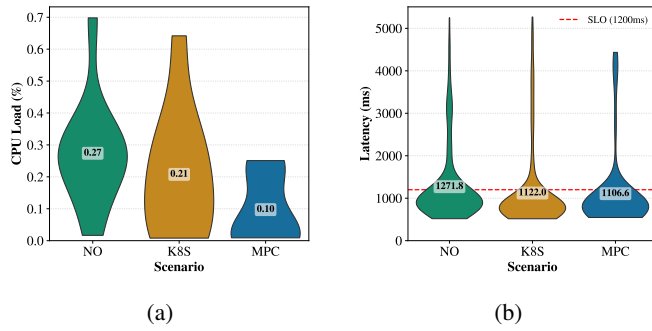 0.7
0.6
0.5
0.4
0.3
0.2
0.1
0.0
CPU Load (%)
0.27
0.21
0.10
NO K8S MPC
Scenario
(a)
SLO (1200ms)
5000
4000
3000
2000
1000
0
Latency (ms)
1271.8
1122.0
1106.6
NO K8S MPC
Scenario
(b)